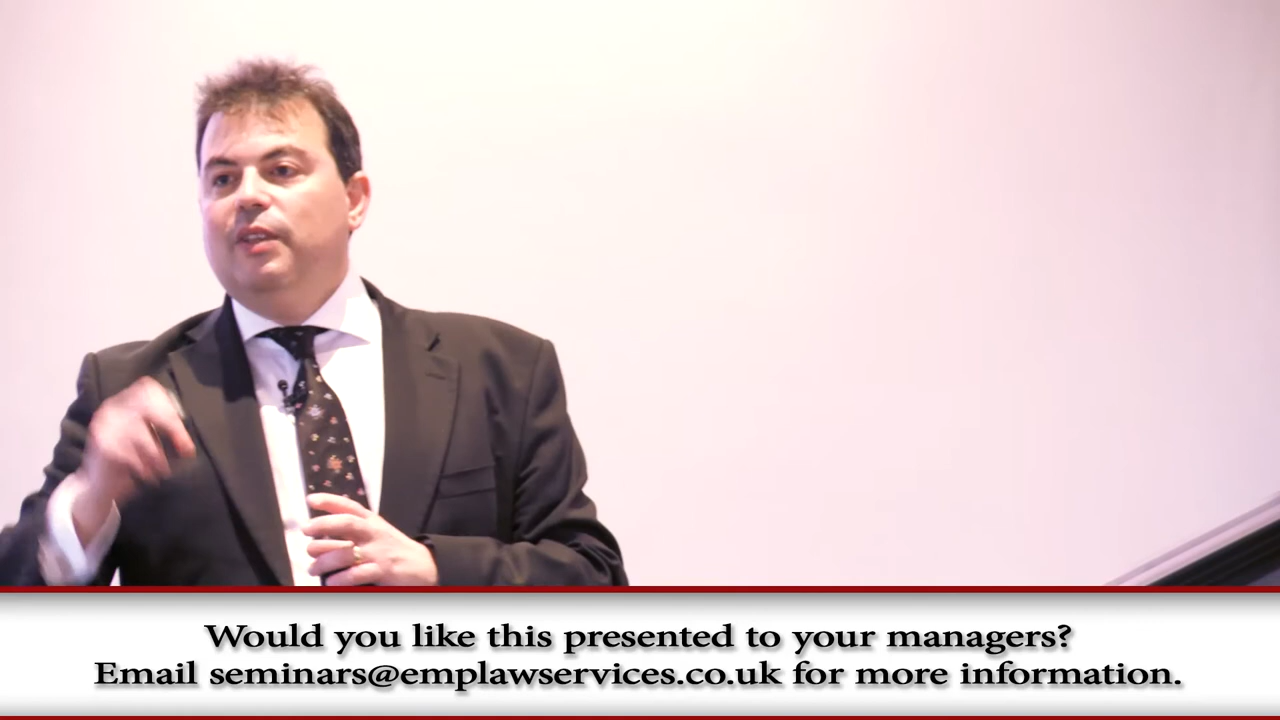 Would you like this presented to your managers?
Email seminars@emplawservices.co.uk for more information.